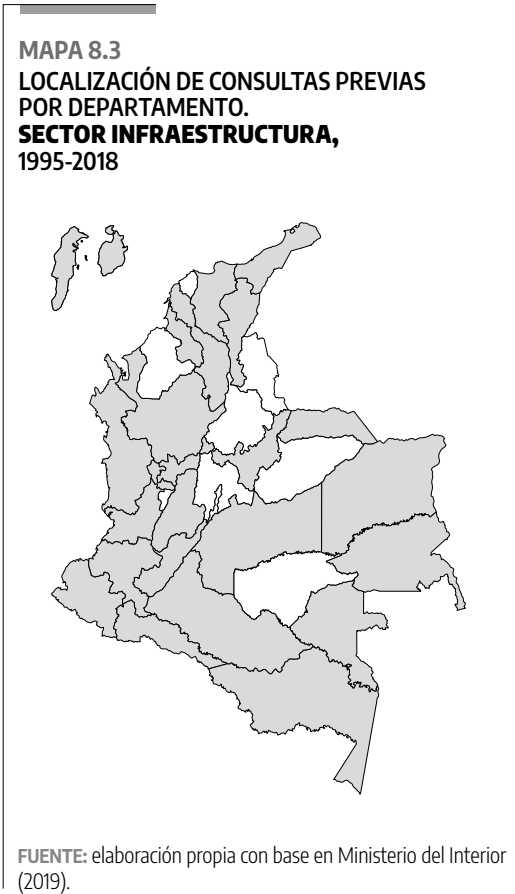 MAPA 8.3
LOCALIZACIÓN DE CONSULTAS PREVIAS
POR DEPARTAMENTO.
SECTOR INFRAESTRUCTURA,
1995-2018
FUENTE: elaboración propia con base en Ministerio del Interior
(2019).